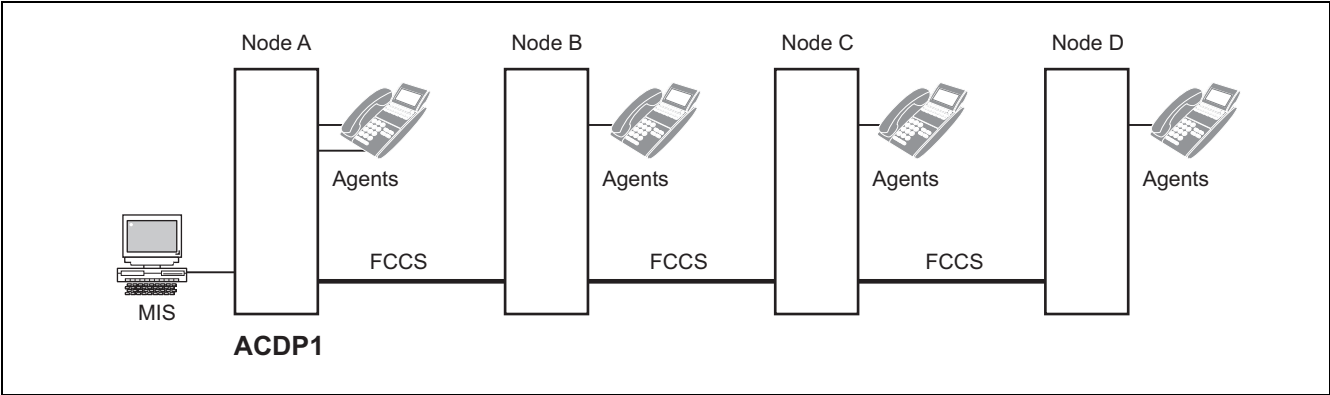 Node A
Node B
Node C
Node D
Agents
Agents
Agents
Agents
FCCS
FCCS
FCCS
MIS
ACDP1